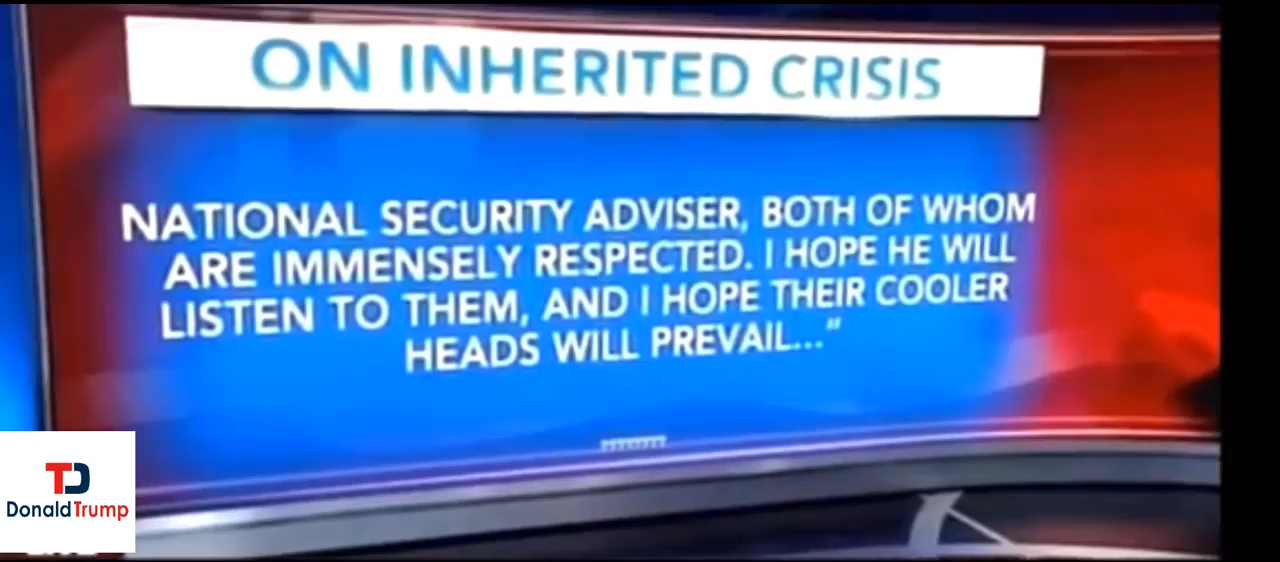 ON INHERITED CRISIS
NATIONAL SECURITY ADVISER, BOTH OF WHOM
ARE IMMENSELY RESPECTED. I HOPE HE WILL
LISTEN TO THEM, AND I HOPE THEIR COOLER
HEADS WILL PREVAIL..."
TD
DonaldTrump